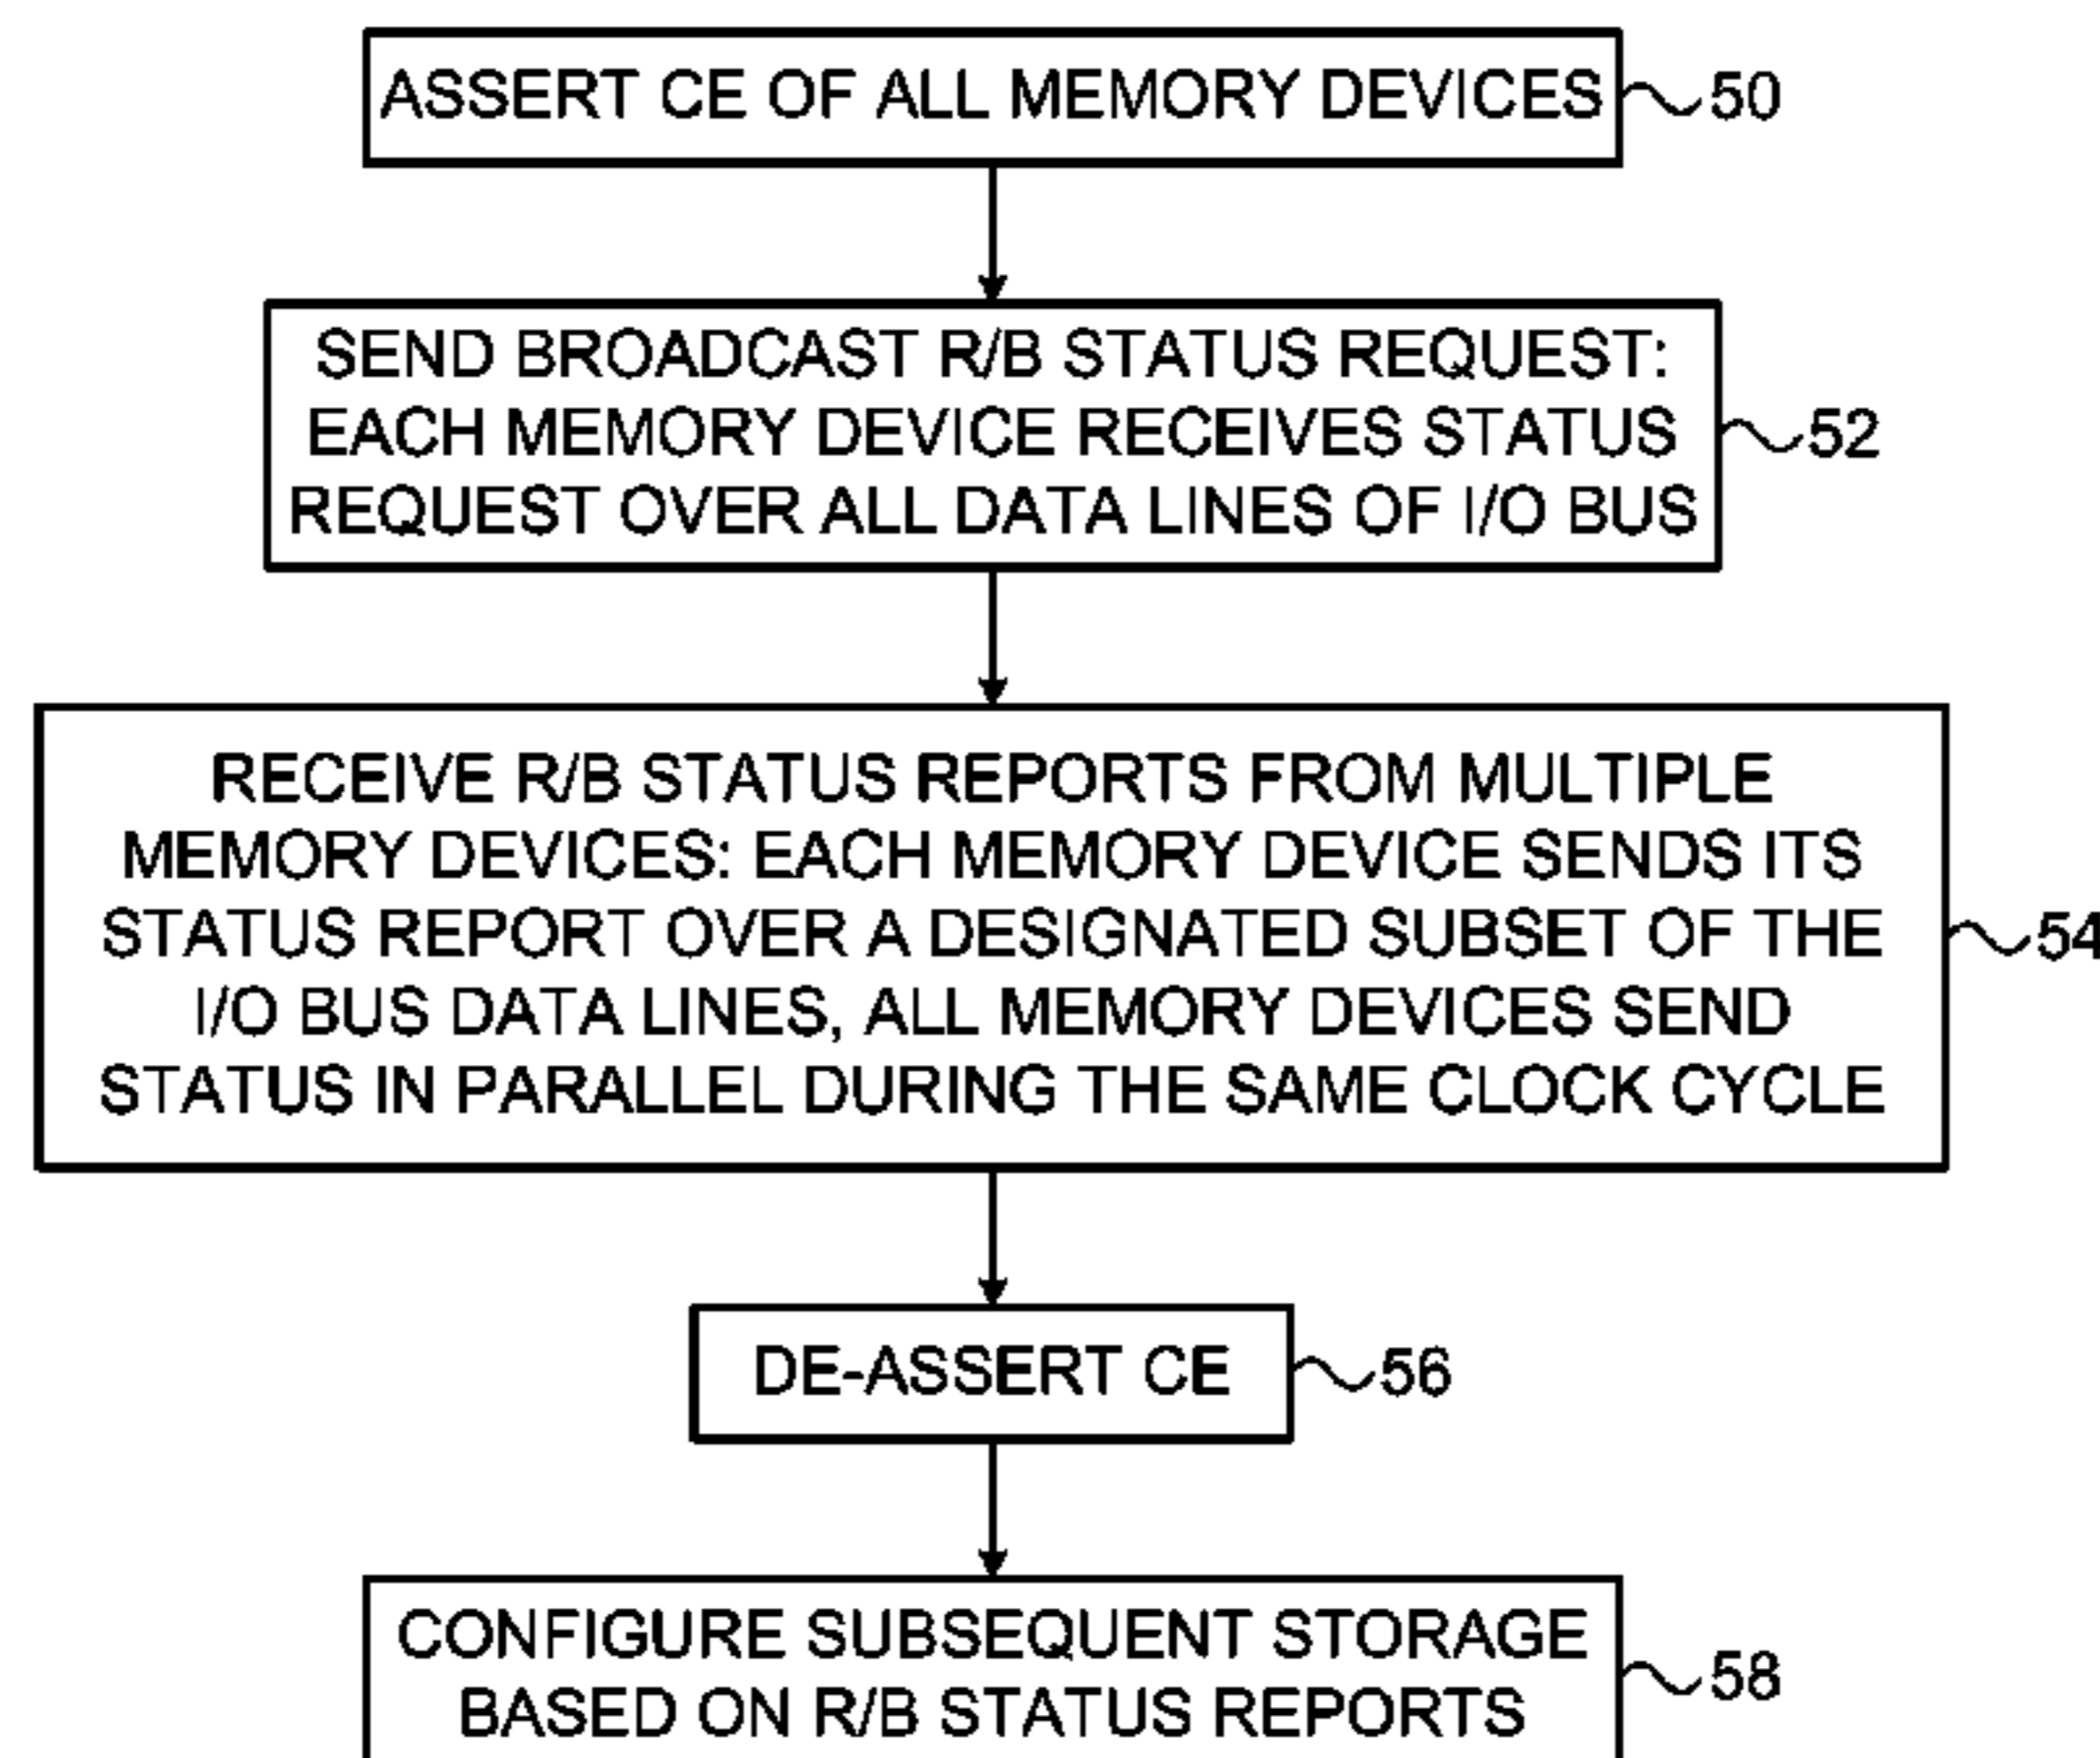 ASSERT CE OF ALL MEMORY DEVICES
50
SEND BROADCAST R/B STATUS REQUEST:
EACH MEMORY DEVICE RECEIVES STATUS
REQUEST OVER ALL DATA LINES OF I/O BUS
52
RECEIVE R/B STATUS REPORTS FROM MULTIPLE
MEMORY DEVICES: EACH MEMORY DEVICE SENDS ITS
STATUS REPORT OVER A DESIGNATED SUBSET OF THE
I/O BUS DATA LINES, ALL MEMORY DEVICES SEND
STATUS IN PARALLEL DURING THE SAME CLOCK CYCLE
54
DE-ASSERT CE
56
CONFIGURE SUBSEQUENT STORAGE
BASED ON R/B STATUS REPORTS
58